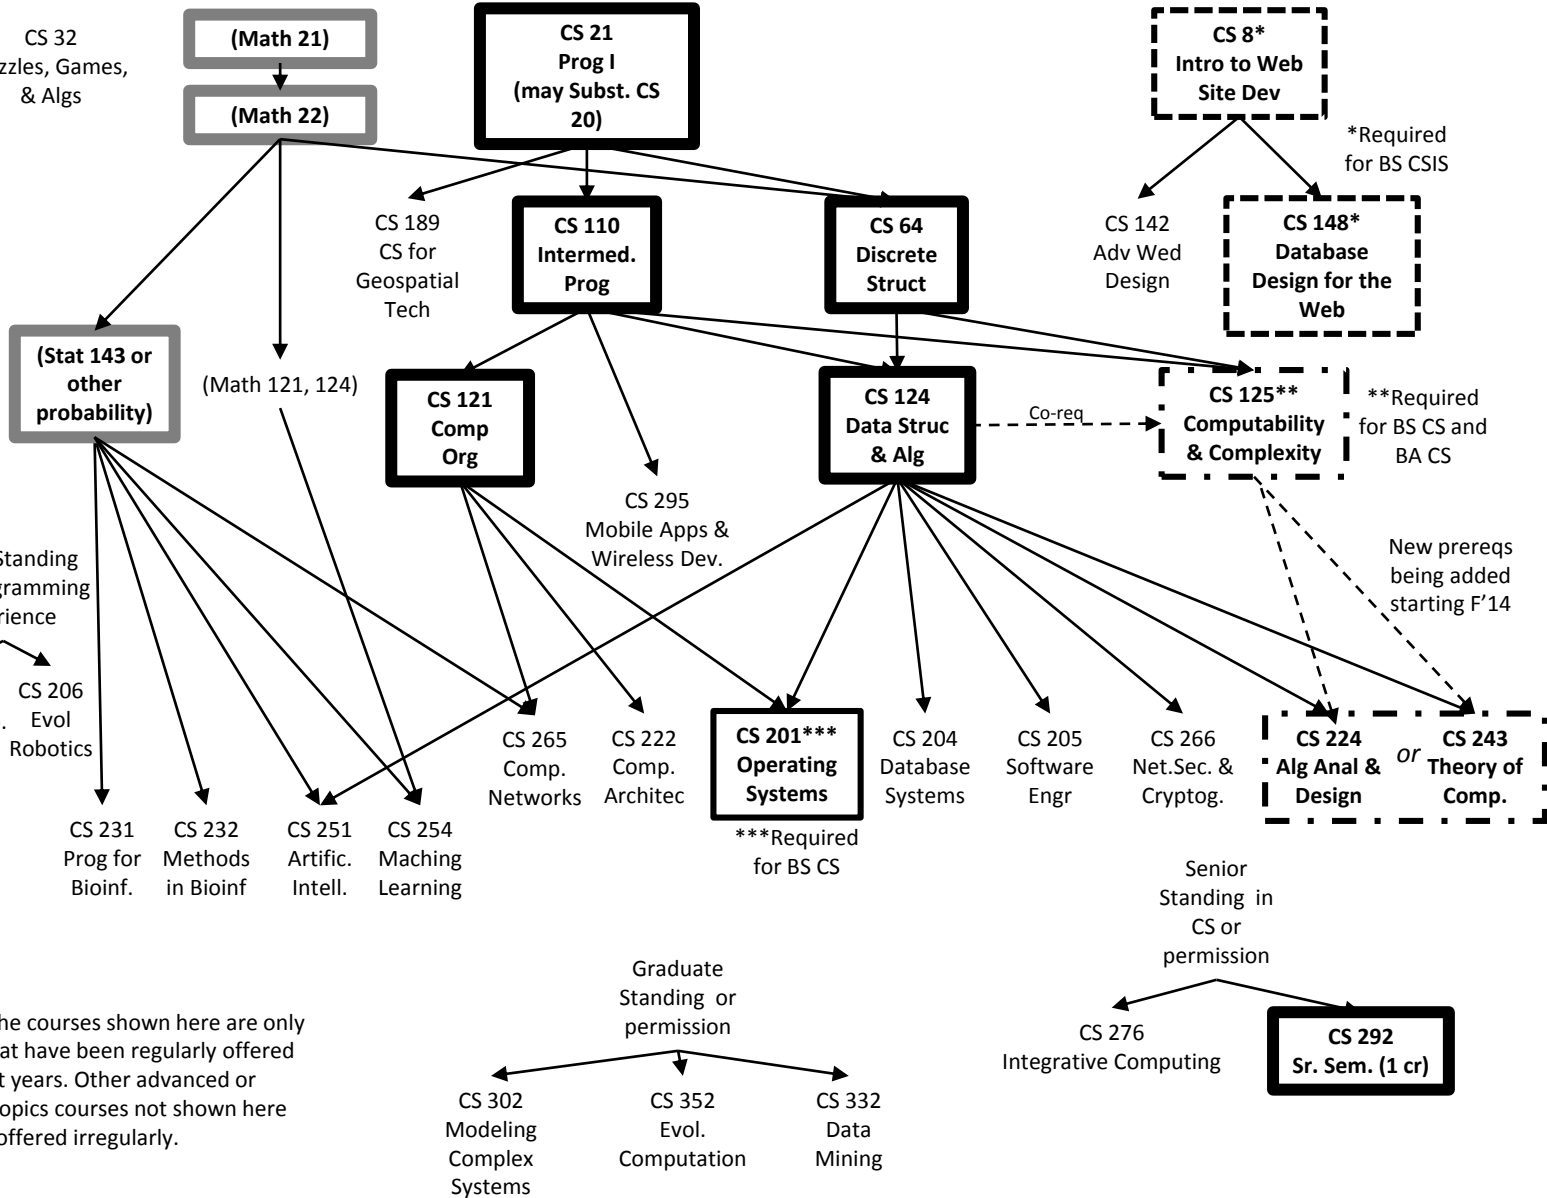 CS 32
zzles, Games,
& Algs
(Math 21)
(Math 22)
CS 21
Prog I
(may Subst. CS
20)
CS 8*
Intro to Web
Site Dev
*Required
for BS CSIS
CS 189
CS for
Geospatial
Tech
CS 110
Intermed.
Prog
CS 64
Discrete
Struct
CS 142
Adv Wed
Design
CS 148*
Database
Design for the
Web
(Stat 143 or
other
probability)
(Math 121, 124)
CS 121
Comp
Org
CS 295
Mobile Apps &
Wireless Dev.
CS 124
Data Struc
& Alg
Co-req
CS 125**
Computability
& Complexity
**Required
for BS CS and
BA CS
New prereqs
being added
starting F'14
Standing
gramming
rience
CS 206
Evol
Robotics
CS 231
Prog for
Bioinf.
CS 232
Methods
in Bioinf
CS 251
Artific.
Intell.
CS 254
Maching
Learning
CS 265
Comp.
Networks
CS 222
Comp.
Architec
CS 201***
Operating
Systems
***Required
for BS CS
CS 204
Database
Systems
CS 205
Software
Engr
CS 266
Net.Sec. &
Cryptog.
CS 224
Alg Anal &
Design
or
CS 243
Theory of
Comp.
Senior
Standing in
CS or
permission
CS 276
Integrative Computing
CS 292
Sr. Sem. (1 cr)
Graduate
Standing or
permission
CS 302
Modeling
Complex
Systems
CS 352
Evol.
Computation
CS 332
Data
Mining
he courses shown here are only
at have been regularly offered
t years. Other advanced or
opics courses not shown here
offered irregularly.